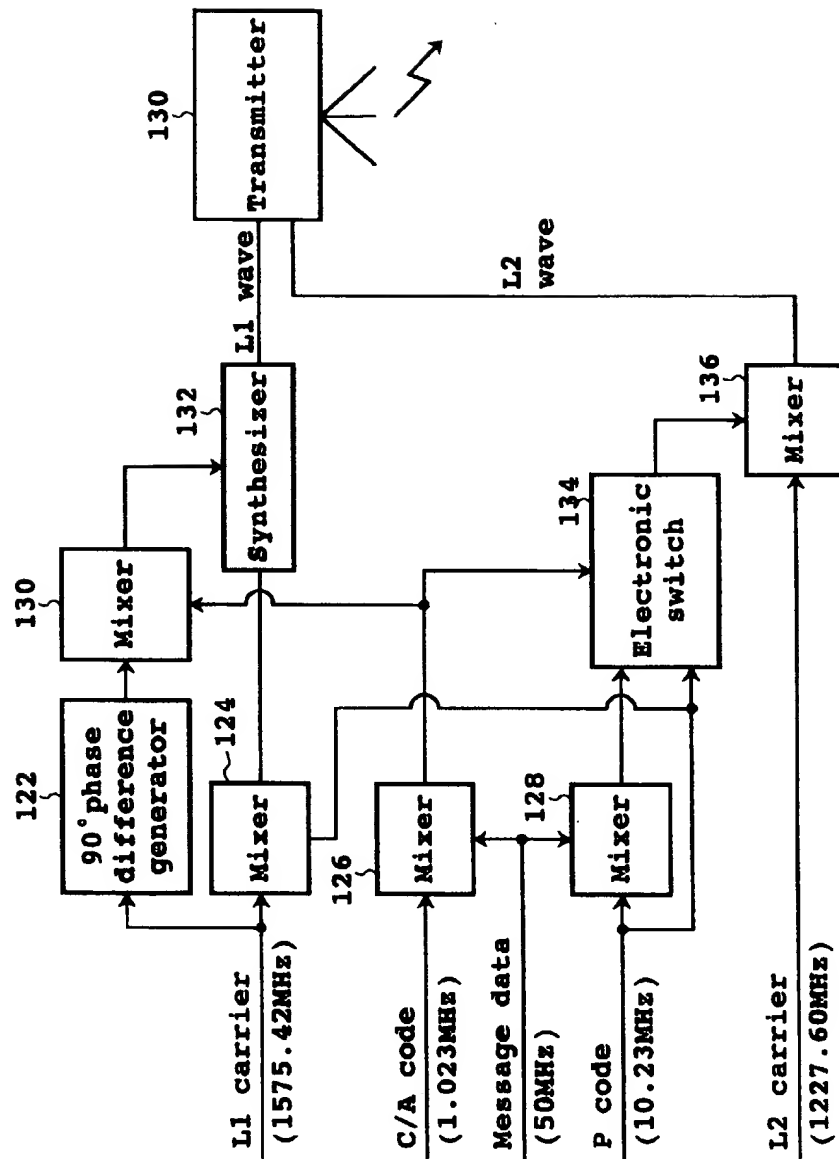 L1 carrier
(1575.42MHz)
C/A code
(1.023MHz)
Message data
(50MHz)
P code
(10.23MHz)
L2 carrier
(1227.60MHz)
122
90°phase
difference
generator
124
Mixer
126
Mixer
128
Mixer
130
Mixer
132
Synthesizer
134
Electronic
switch
136
Mixer
L1 wave
L2
wave
130
Transmitter